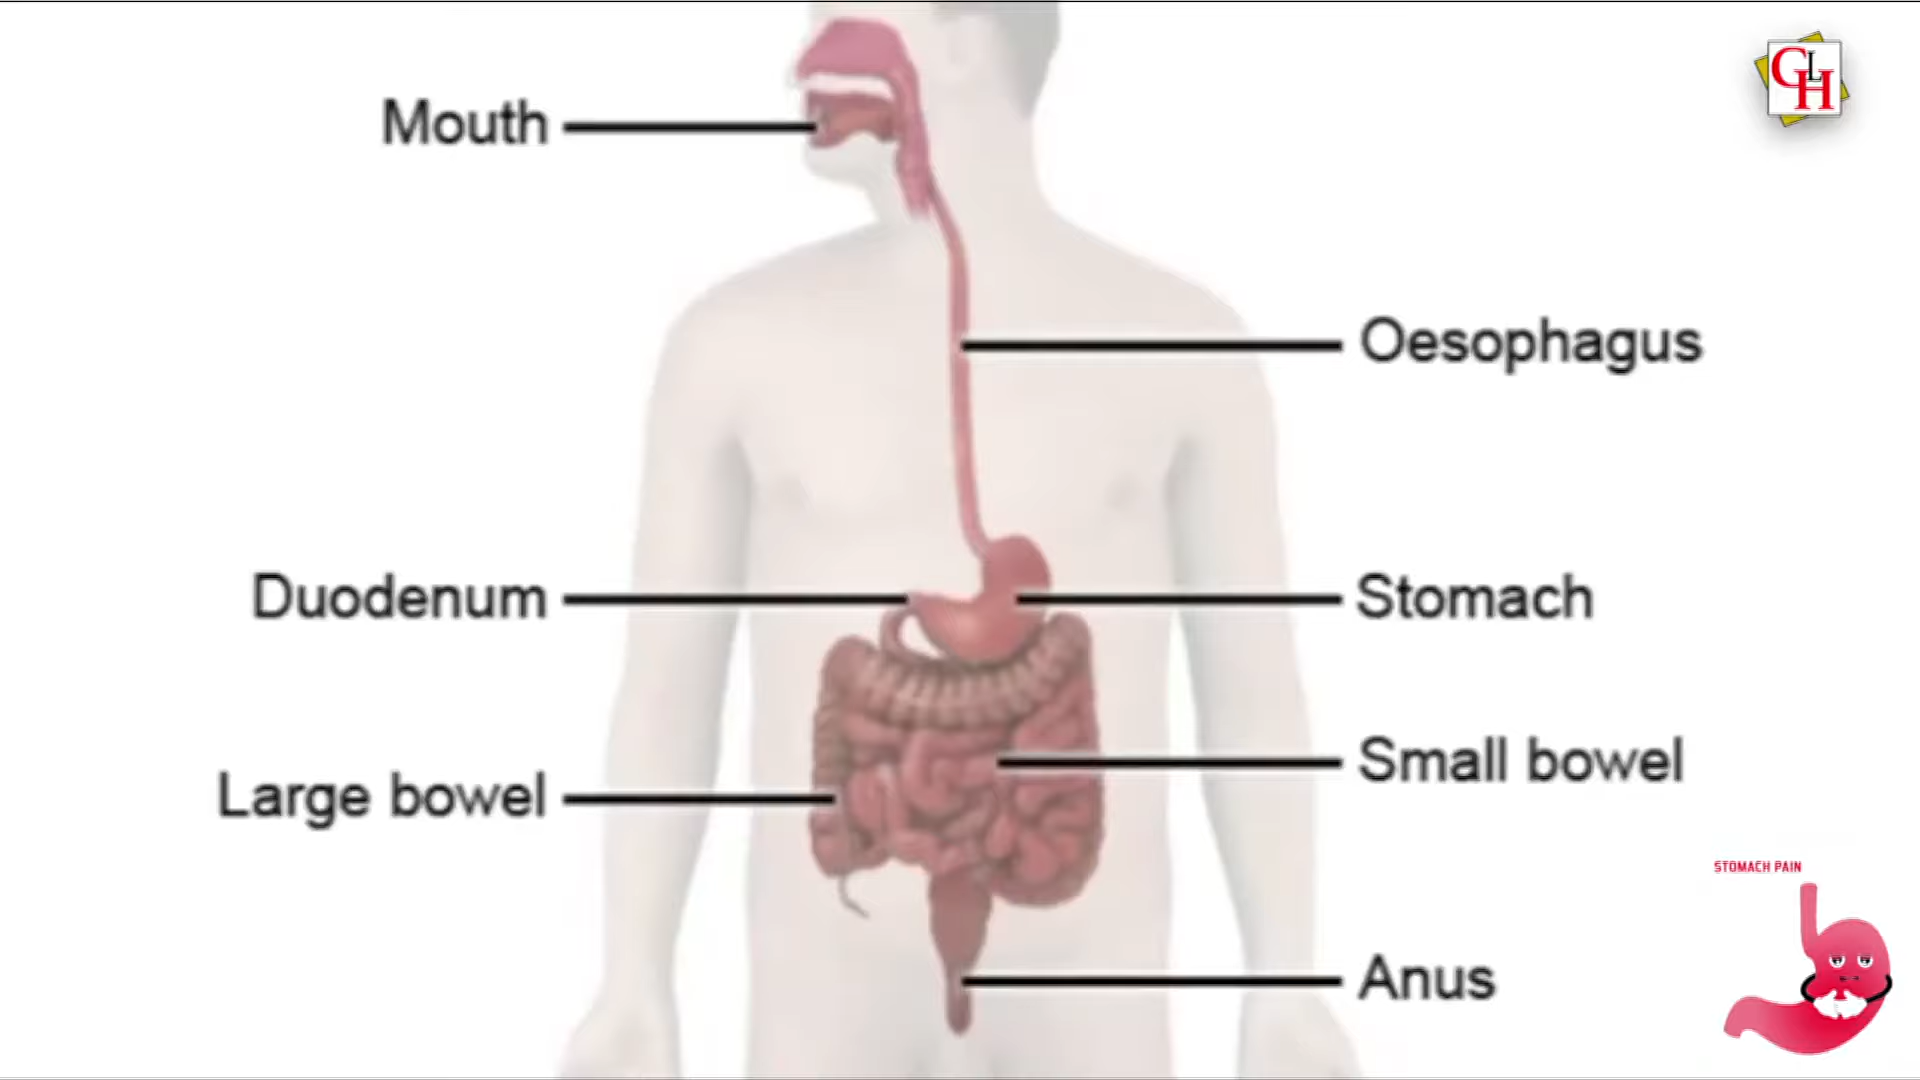 GLH
Mouth
Oesophagus
Duodenum
Stomach
Small bowel
Large bowel
STOMACH PAIN
Anus